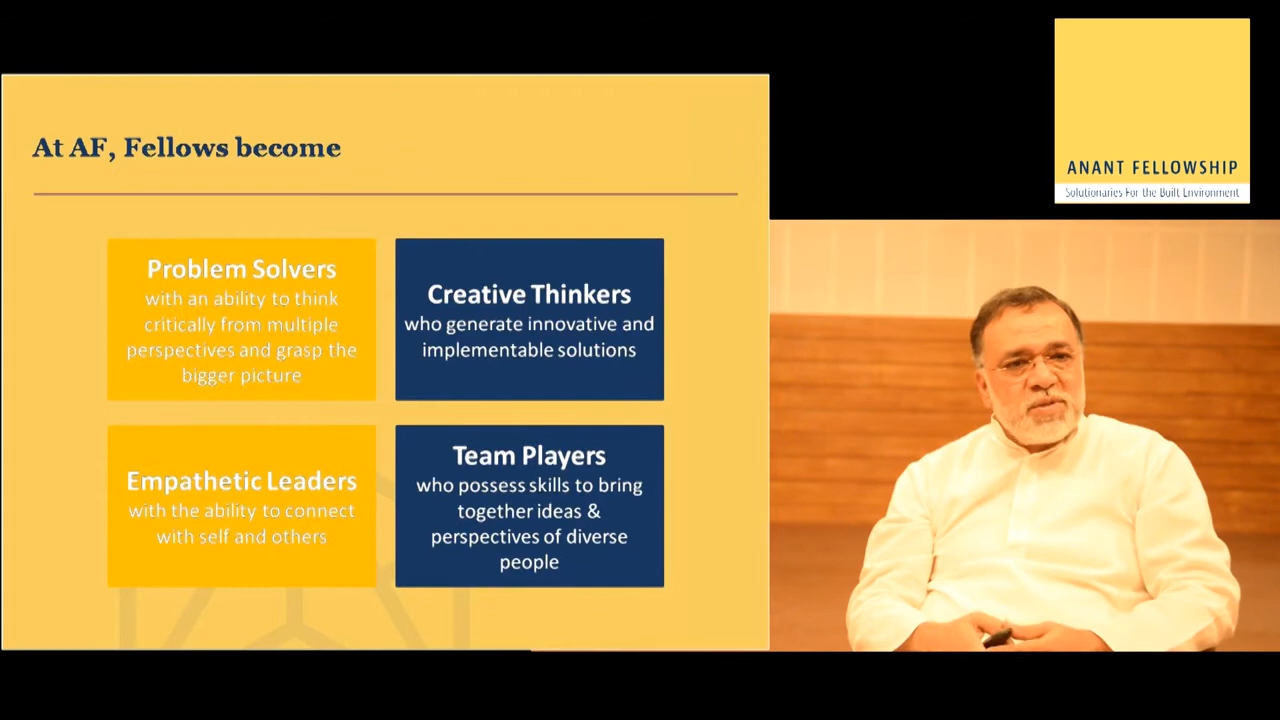 At AF, Fellows become
Problem Solvers
with an ability to think
critically from multiple
perspectives and grasp the
bigger picture
Creative Thinkers
who generate innovative and
implementable solutions
Empathetic Leaders
with the ability to connect
with self and others
Team Players
who possess skills to bring
together ideas &
perspectives of diverse
people
ANANT FELLOWSHIP
Solutionaries For the Built Environment